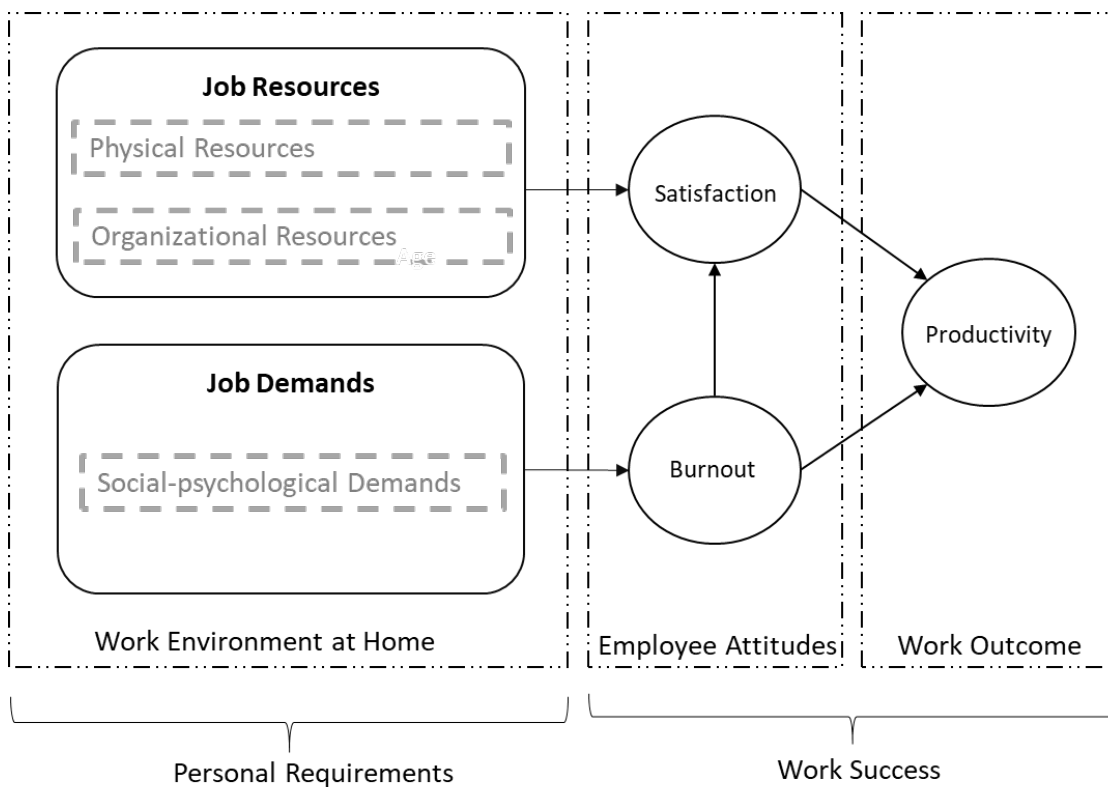 Job Resources
Physical Resources
Organizational Resources
Age
Job Demands
Social-psychological Demands
Work Environment at Home
Satisfaction
Burnout
Employee Attitudes
Productivity
Work Outcome
Personal Requirements
Work Success